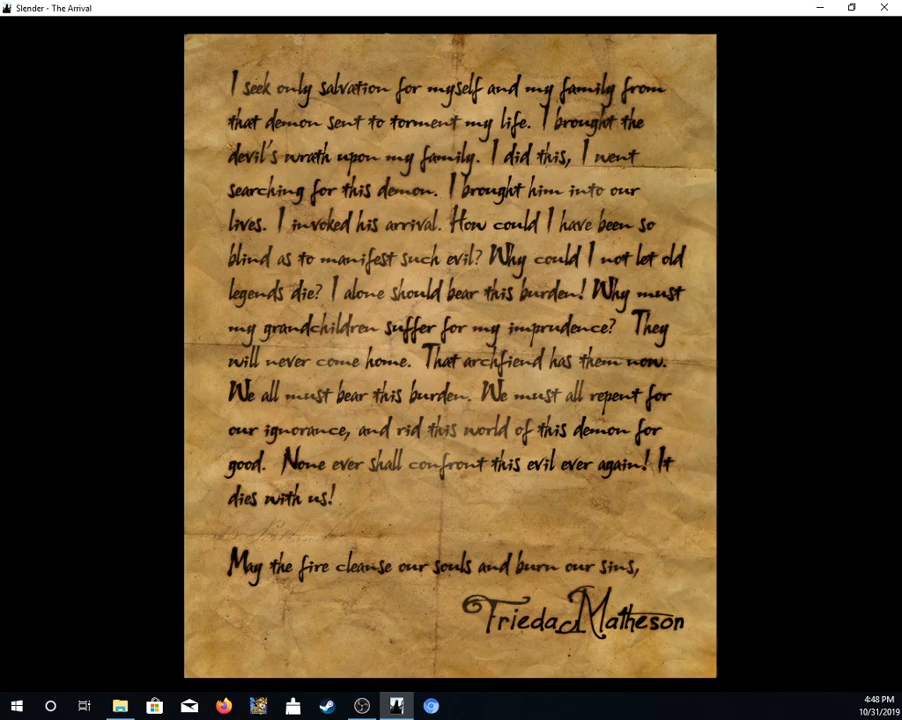 Slender - The Arrival
I seek only salvation for myself and my family from
that demon sent to torment my life. I brought the
devil's wrath upon my family. I did this, I went
searching for this demon. I brought him into our
lives. I invoked his arrival. How could I have been so
blind as to manifest such evil? Why could I not let old
legends die? I alone should bear this burden! Why must
my grandchildren suffer for my imprudence? They
will never come home. That archfiend has them now.
We all must bear this burden. We must all repent for
our ignorance, and rid this world of this demon for
good. None ever shall confront this evil ever again! It
dies with us!
May the fire cleanse our souls and burn our sins,
Frieda Matheson
4:48 PM
10/31/2019